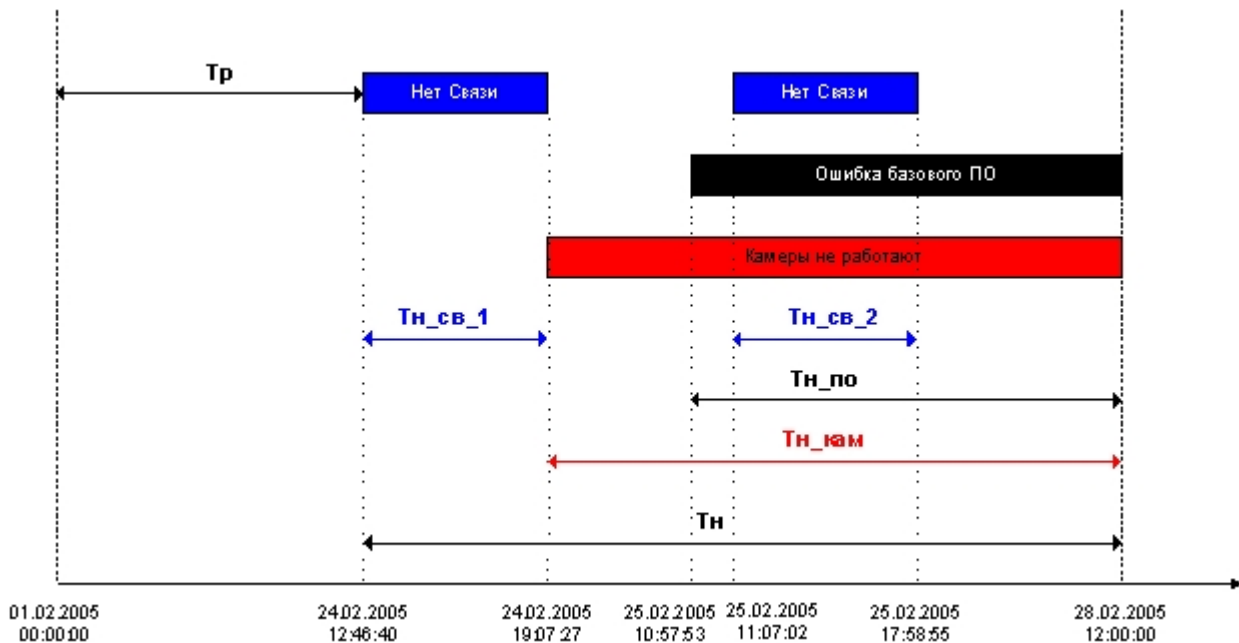 Тр
Нет Связи
Нет Связи
Ошибка базового ПО
Камеры не работают
Тн_св_1
Тн_св_2
Тн_по
Тн_кам
Тн
01.02.2005 24.02.2005 24.02.2005 25.02.2005 25.02.2005 25.02.2005 28.02.2005
00:00:00 12:46:40 19:07:27 10:57:53 11:07:02 17:58:55 12:00:00